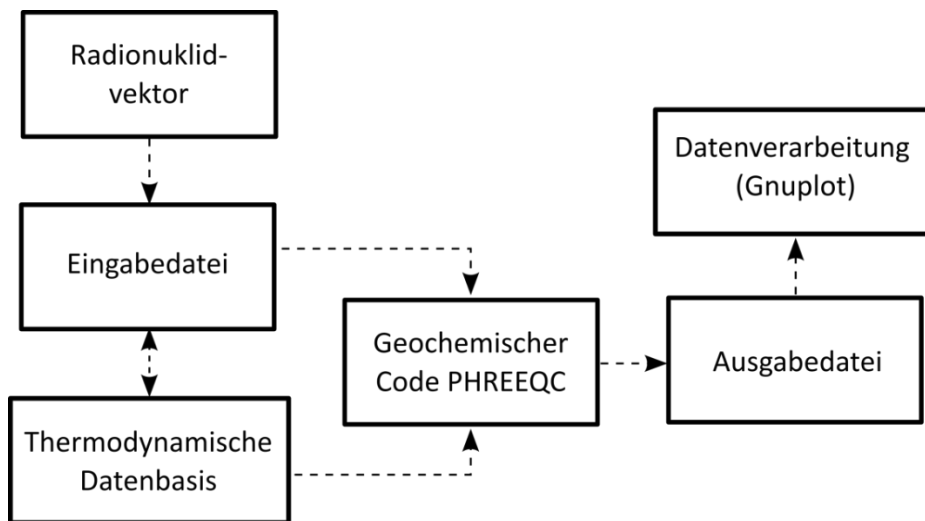 Radionuklid-
vektor
Eingabedatei
Thermodynamische
Datenbasis
Geochemischer
Code PHREEQC
Datenverarbeitung
(Gnuplot)
Ausgabedatei